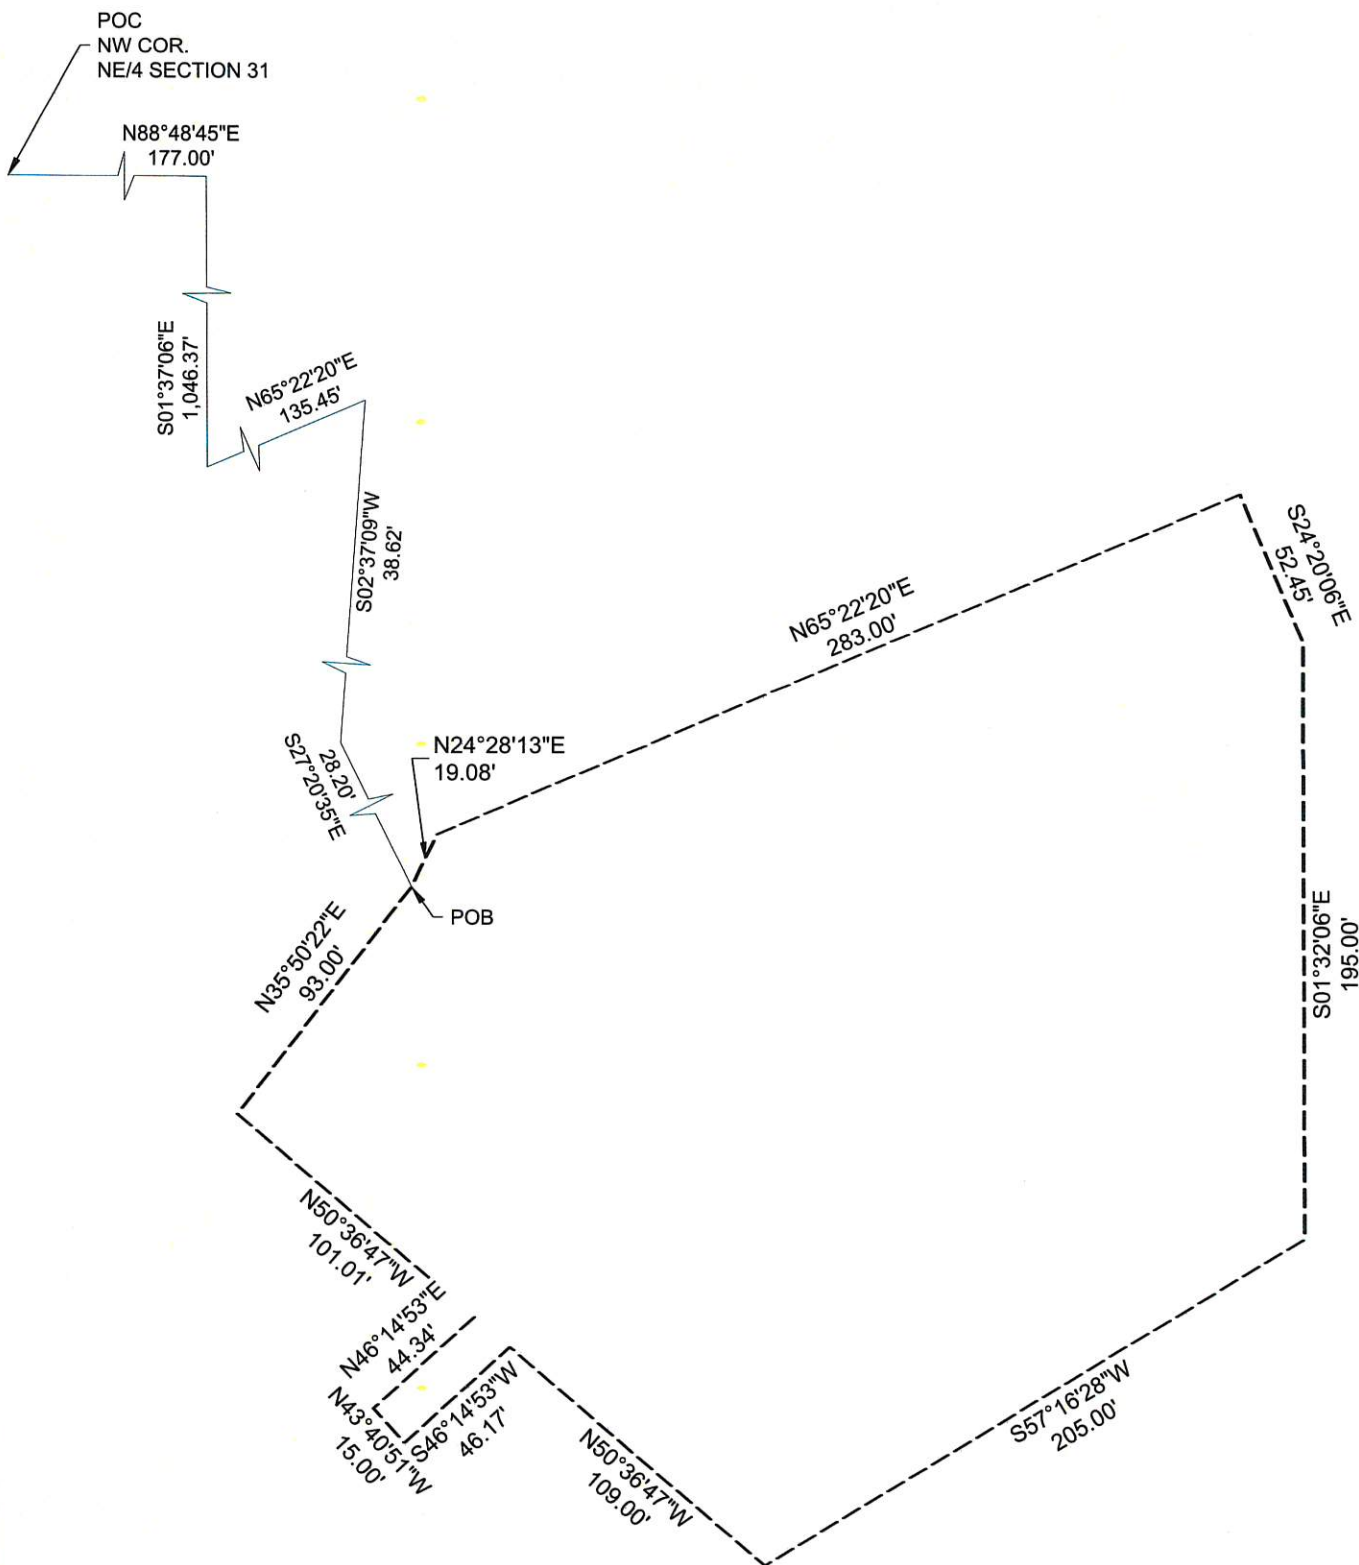 POC
NW COR.
NE/4 SECTION 31
N88°48'45"E
177.00'
S01°37'06"E
1,046.37'
N65°22'20"E
135.45'
S02°37'09"W
38.62'
28.20'
S27°20'35"E
N24°28'13"E
19.08'
POB
N65°22'20"E
283.00'
S24°20'06"E
52.45'
S01°32'06"E
195.00'
S57°16'28"W
205.00'
N50°36'47"W
109.00'
S46°14'53"W
46.17'
N43°40'51"W
15.00'
N46°14'53"E
44.34'
N50°36'47"W
101.01'
N35°50'22"E
93.00'